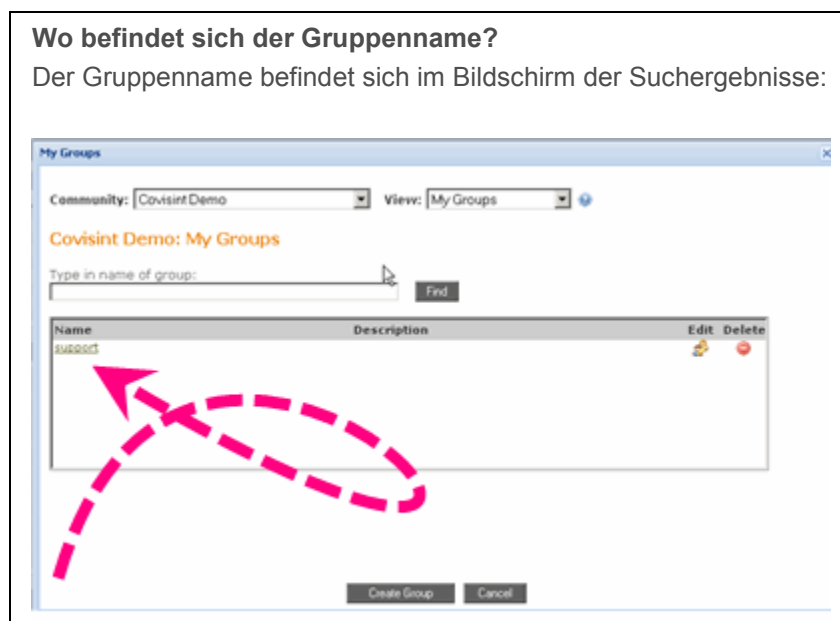 Wo befindet sich der Gruppenname?
Der Gruppenname befindet sich im Bildschirm der Suchergebnisse:
My Groups
Community: Covisint Demo View: My Groups
Covisint Demo: My Groups
Type in name of group:
Find
Name Description Edit Delete
support
Create Group Cancel